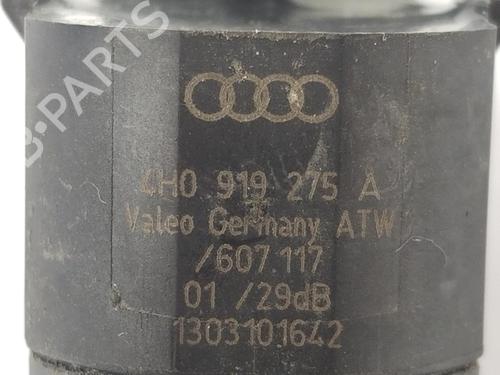 B-PARTS
4H0 919 275 A
Valeo Germany ATW
/607 117
01 /29dB
1303101642